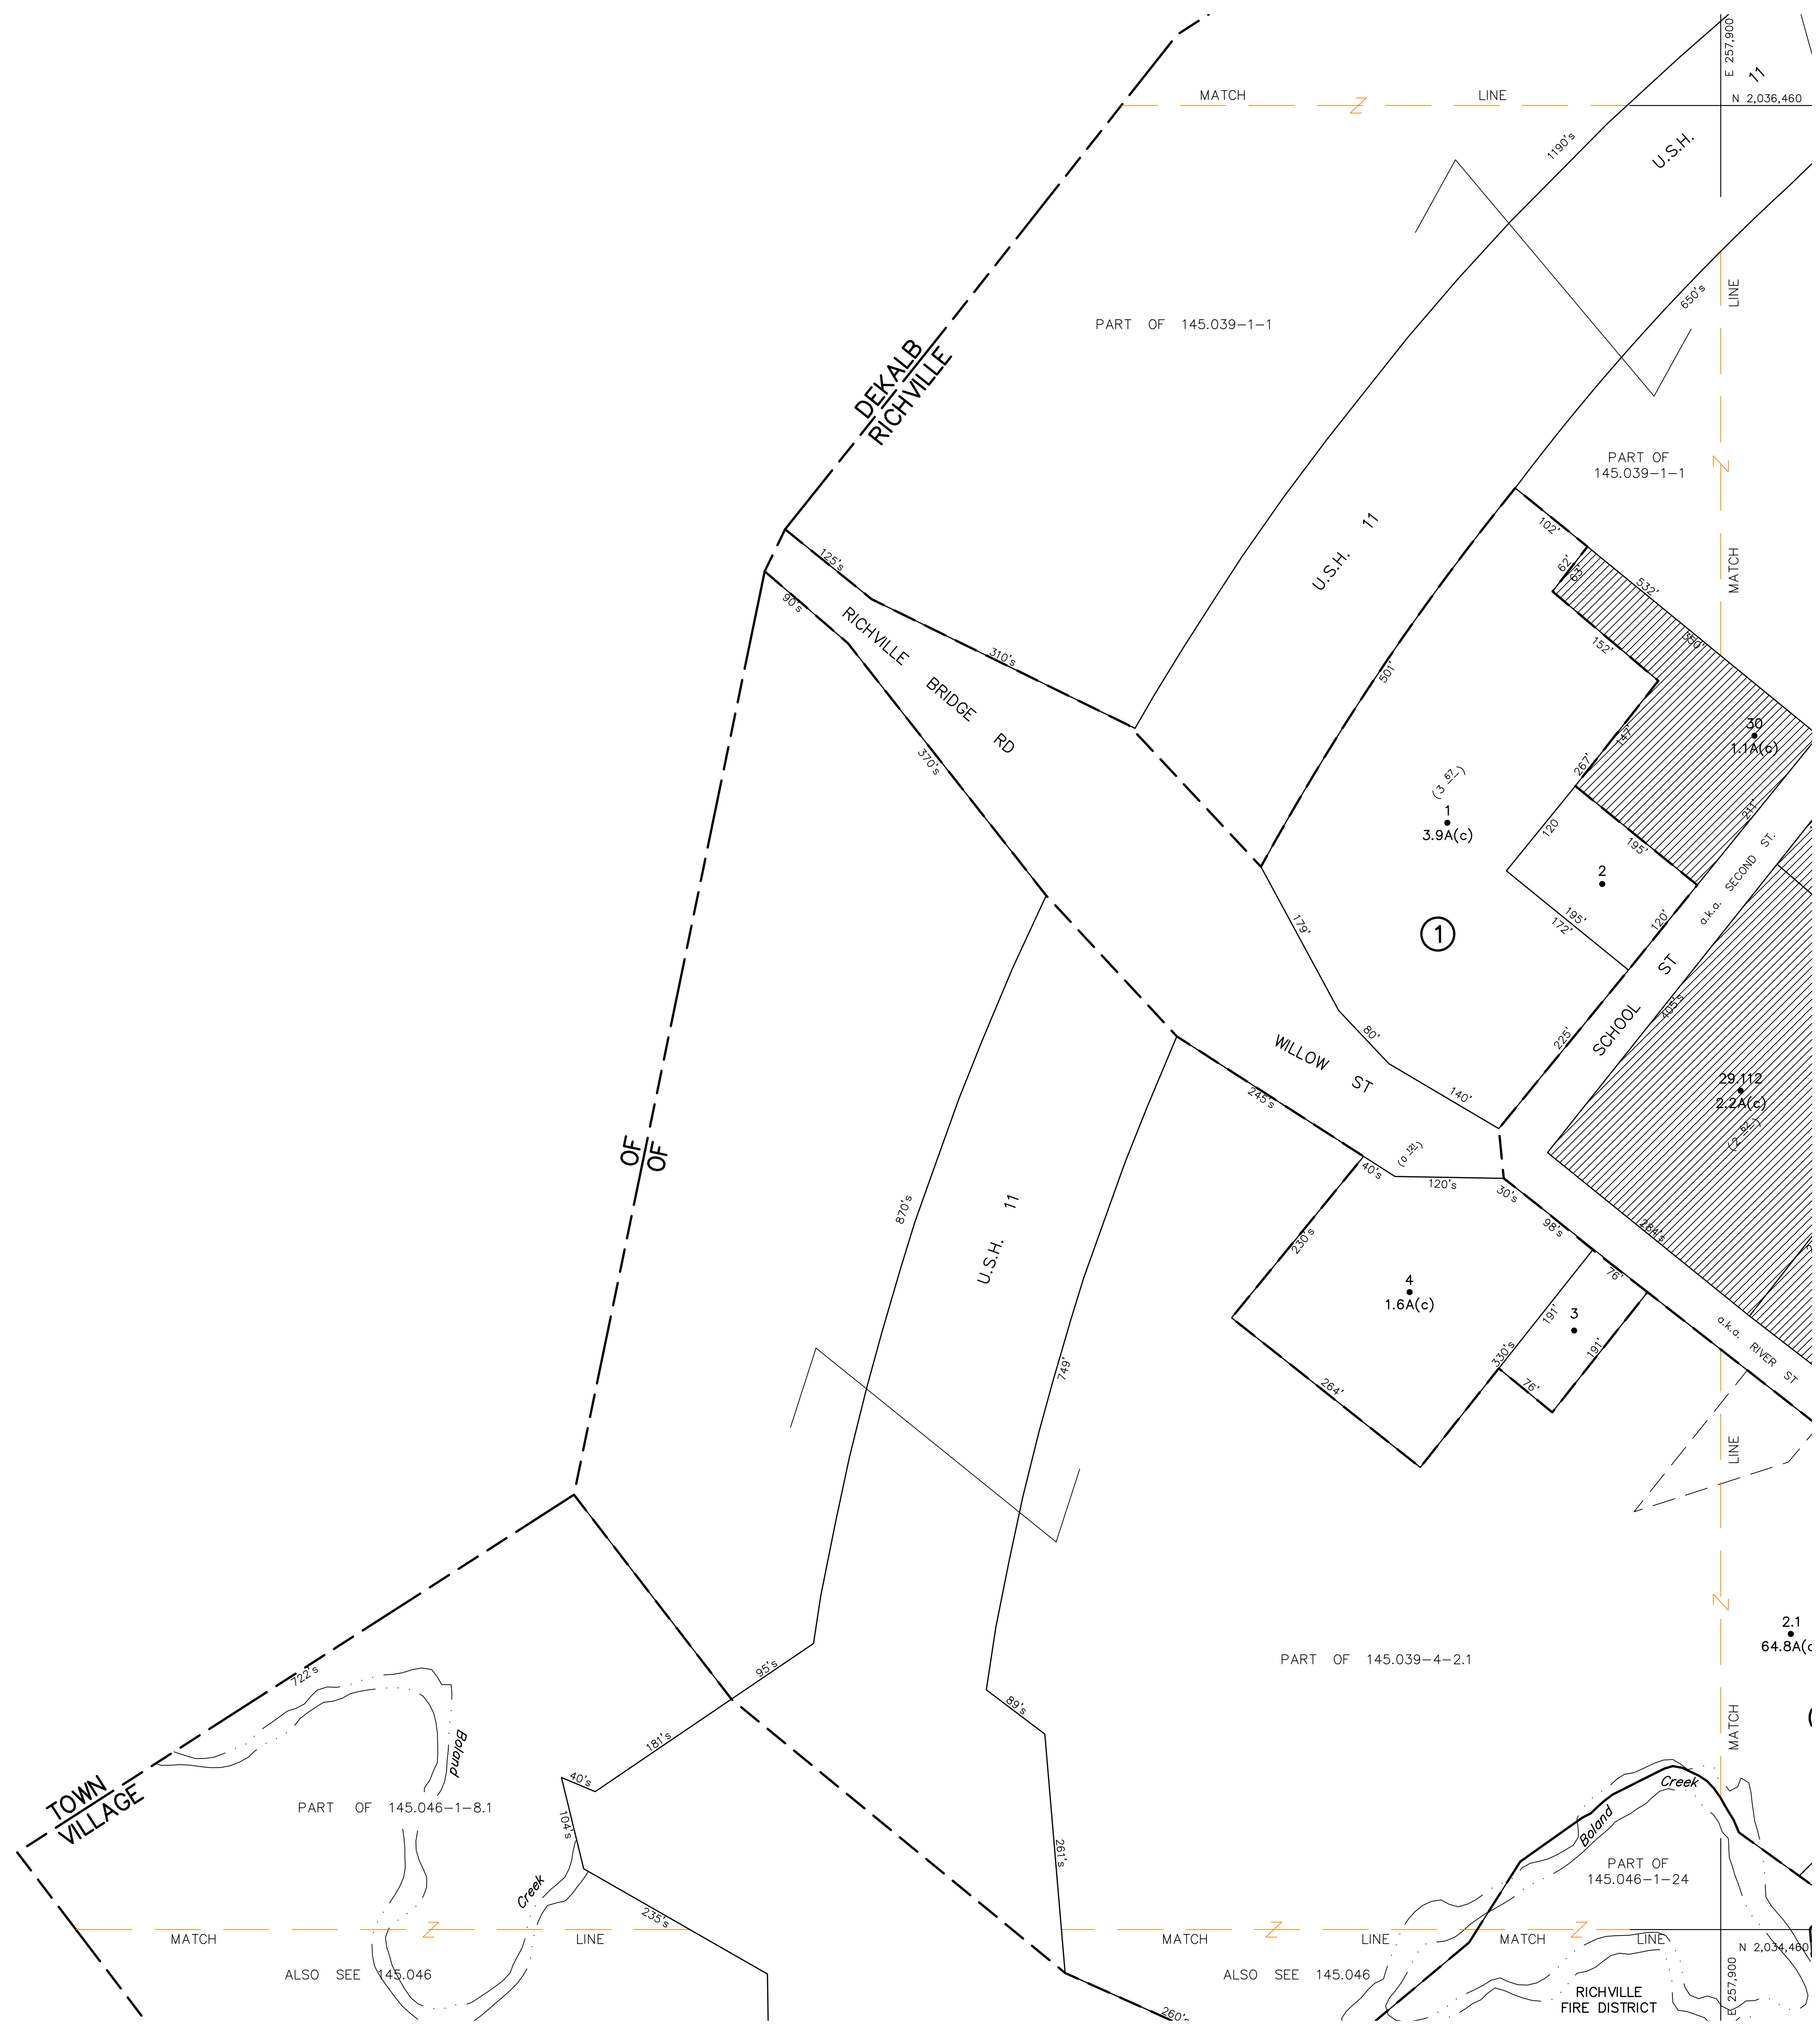 E 257,900
11
MATCH
LINE
N 2,036,460
1190's
U.S.H.
650's
LINE
PART OF 145.039-1-1
DEKALB
RICHVILLE
PART OF
145.039-1-1
102'
U.S.H. 11
MATCH
125's
62'
63'
532'
90's
RICHVILLE BRIDGE RD
310's
350'
152'
501'
30
1.1A(c)
147'
370's
267'
(3 67)
1
3.9A(c)
211'
120
195'
a.k.a. SECOND ST.
2
179'
195'
172'
120'
1
SCHOOL ST
405's
80'
225'
WILLOW ST
245's
140'
29.112
2.2A(c)
(2 62)
OF
OF
(0 121)
40's
120's
30's
870's
U.S.H. 11
98's
284's
230's
76'
4
1.6A(c)
191'
3
a.k.a. RIVER ST
749'
330's
191'
264'
76'
LINE
2.1
64.8A(c
PART OF 145.039-4-2.1
95's
722's
89's
Boland
181's
MATCH
TOWN
VILLAGE
40's
PART OF 145.046-1-8.1
104's
Creek
Boland
261's
PART OF
145.046-1-24
Creek
235's
MATCH
LINE
MATCH
LINE
MATCH
LINE
N 2,034,460
ALSO SEE 145.046
ALSO SEE 145.046
E 257,900
RICHVILLE
FIRE DISTRICT
260's